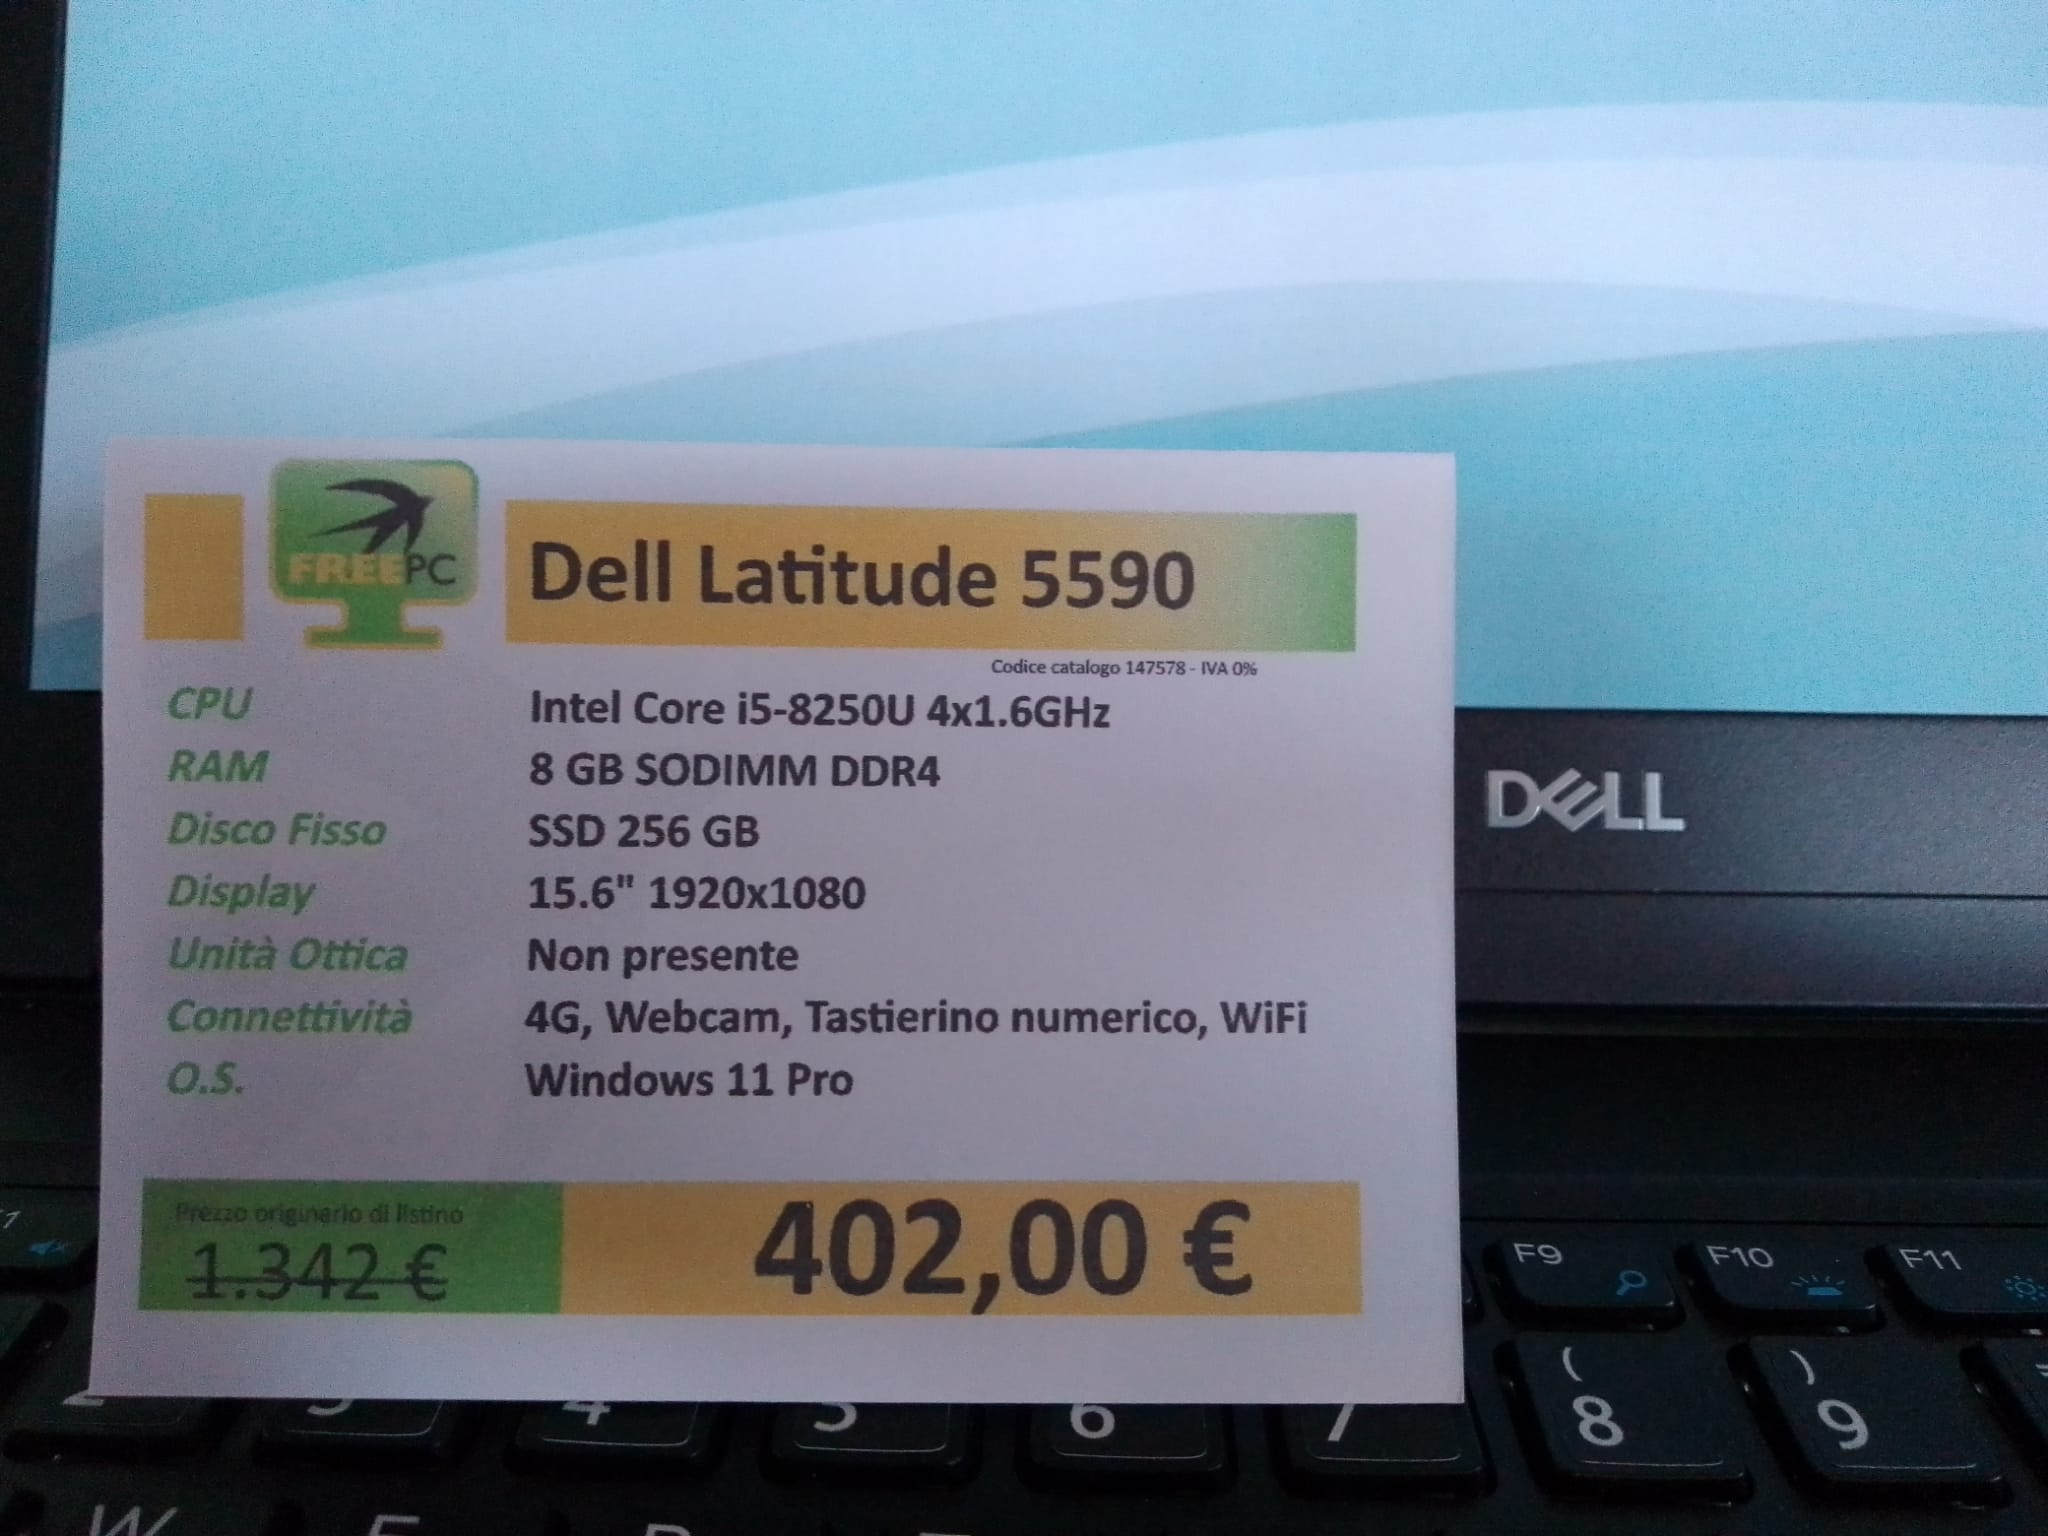 FREEPC
Dell Latitude 5590
Codice catalogo 147578 - IVA 0%
CPU Intel Core i5-8250U 4x1.6GHz
RAM 8 GB SODIMM DDR4
Disco Fisso SSD 256 GB
Display 15.6" 1920x1080
Unità Ottica Non presente
Connettività 4G, Webcam, Tastierino numerico, WiFi
O.S. Windows 11 Pro
Prezzo originario di listino
1.342 €
402,00 €
DELL
F9 F10 F11
( )
2 3 4 5 6 7 8 9
W E R